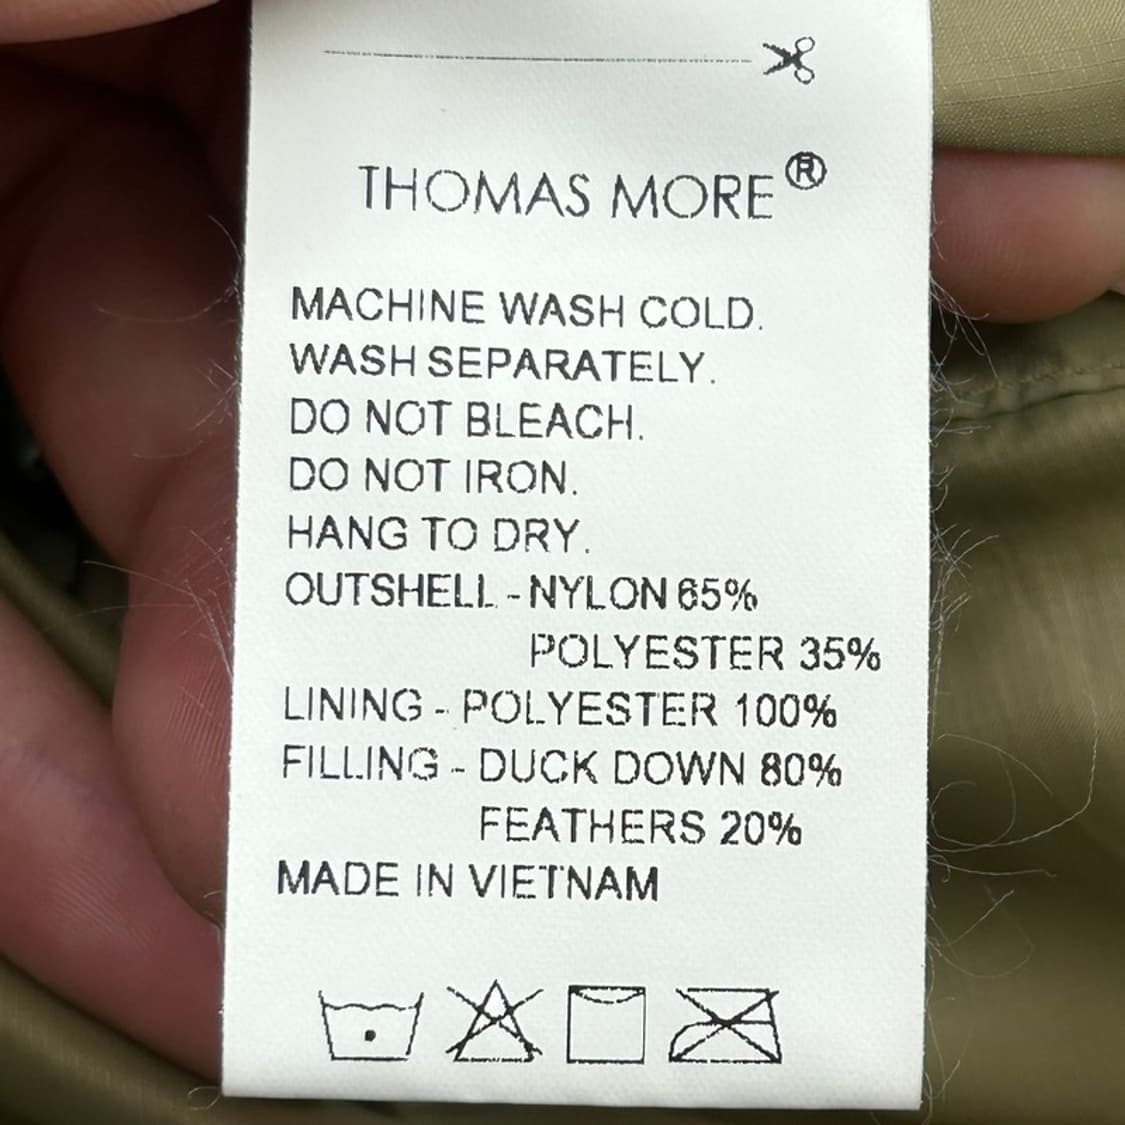 THOMAS MORE®
MACHINE WASH COLD.
WASH SEPARATELY.
DO NOT BLEACH.
DO NOT IRON.
HANG TO DRY.
OUTSHELL - NYLON 65%
POLYESTER 35%
LINING - POLYESTER 100%
FILLING - DUCK DOWN 80%
FEATHERS 20%
MADE IN VIETNAM